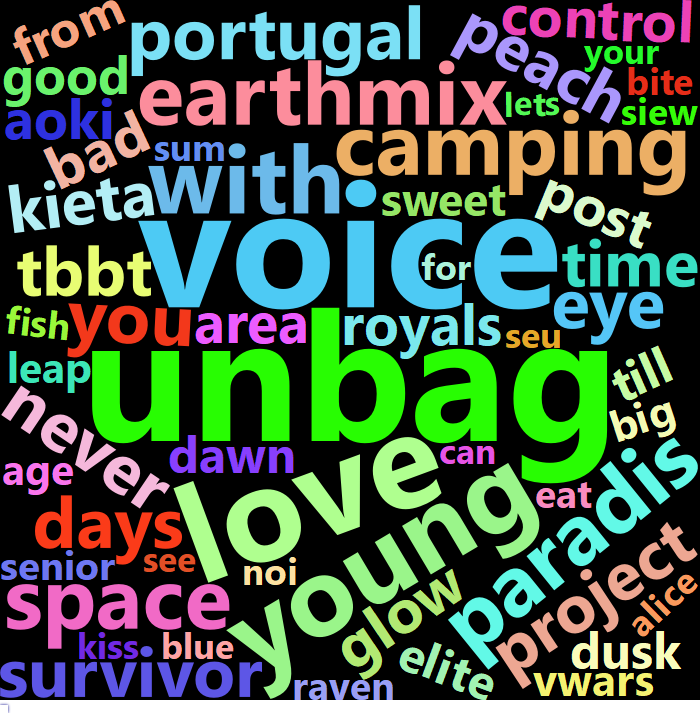 from
portugal
control
peach
your
good
earthmix
bite
lets
siew
aoki
bad
sum
camping
with
kieta
sweet
post
voice
tbbt
for
time
eye
fish
you
area
royals
seu
unbag
leap
till
big
never
dawn
can
age
love
young
eat
paradis
days
see
senior
noi
project
space
glow
alice
kiss
blue
dusk
survivor
elite
raven
vwars